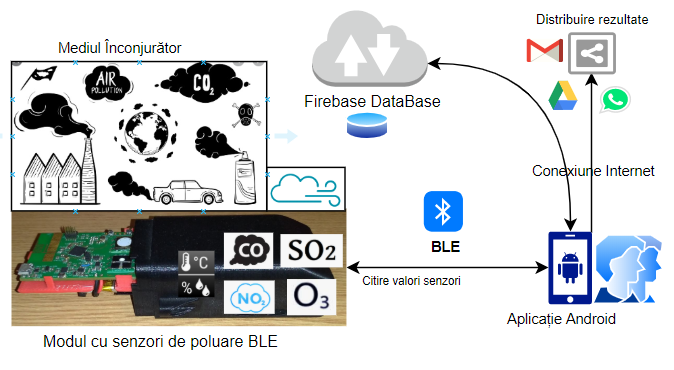 Mediul Înconjurător
Distribuire rezultate
AIR
POLLUTION
CO2
Firebase DataBase
Conexiune Internet
BLE
CO
SO2
°C
%
NO2
O3
Citire valori senzori
Aplicație Android
Modul cu senzori de poluare BLE